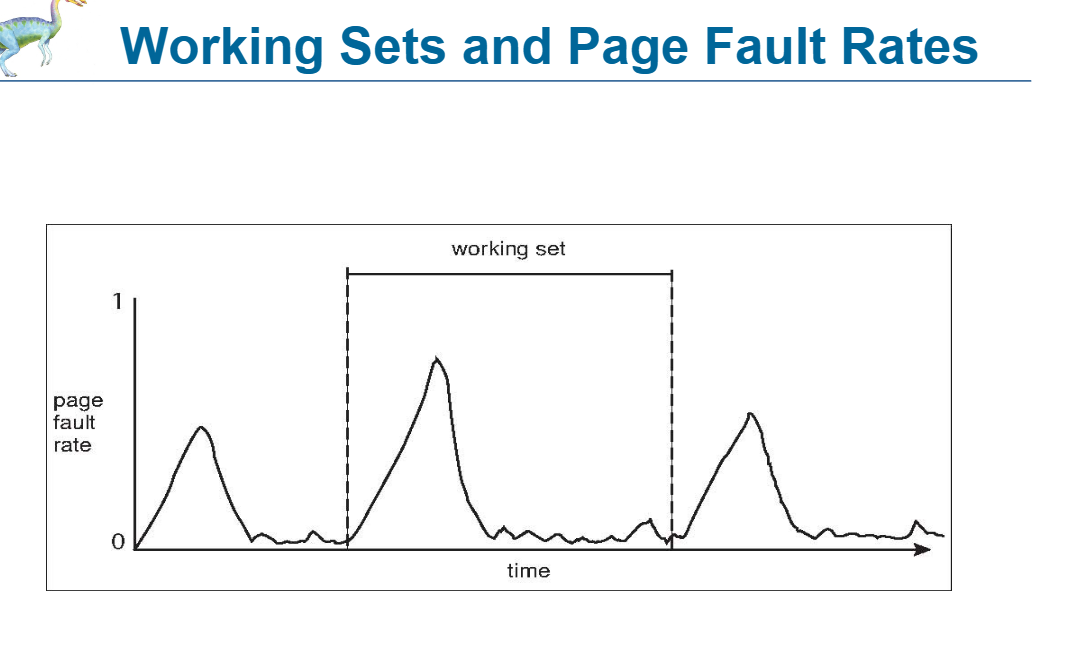 Working Sets and Page Fault Rates
working set
1
page
fault
rate
0
time